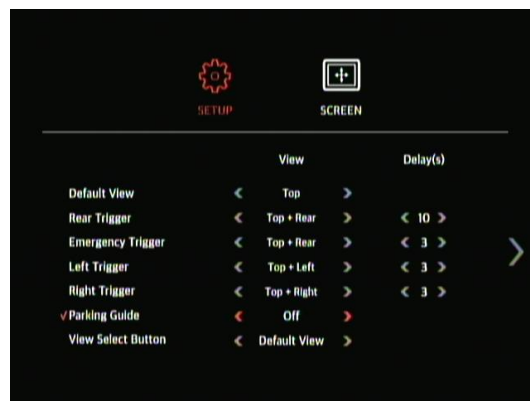 SETUP SCREEN
View Delay(s)
Default View Top
Rear Trigger Top + Rear 10
Emergency Trigger Top + Rear 3
Left Trigger Top + Left 3
Right Trigger Top + Right 3
✓Parking Guide Off
View Select Button Default View